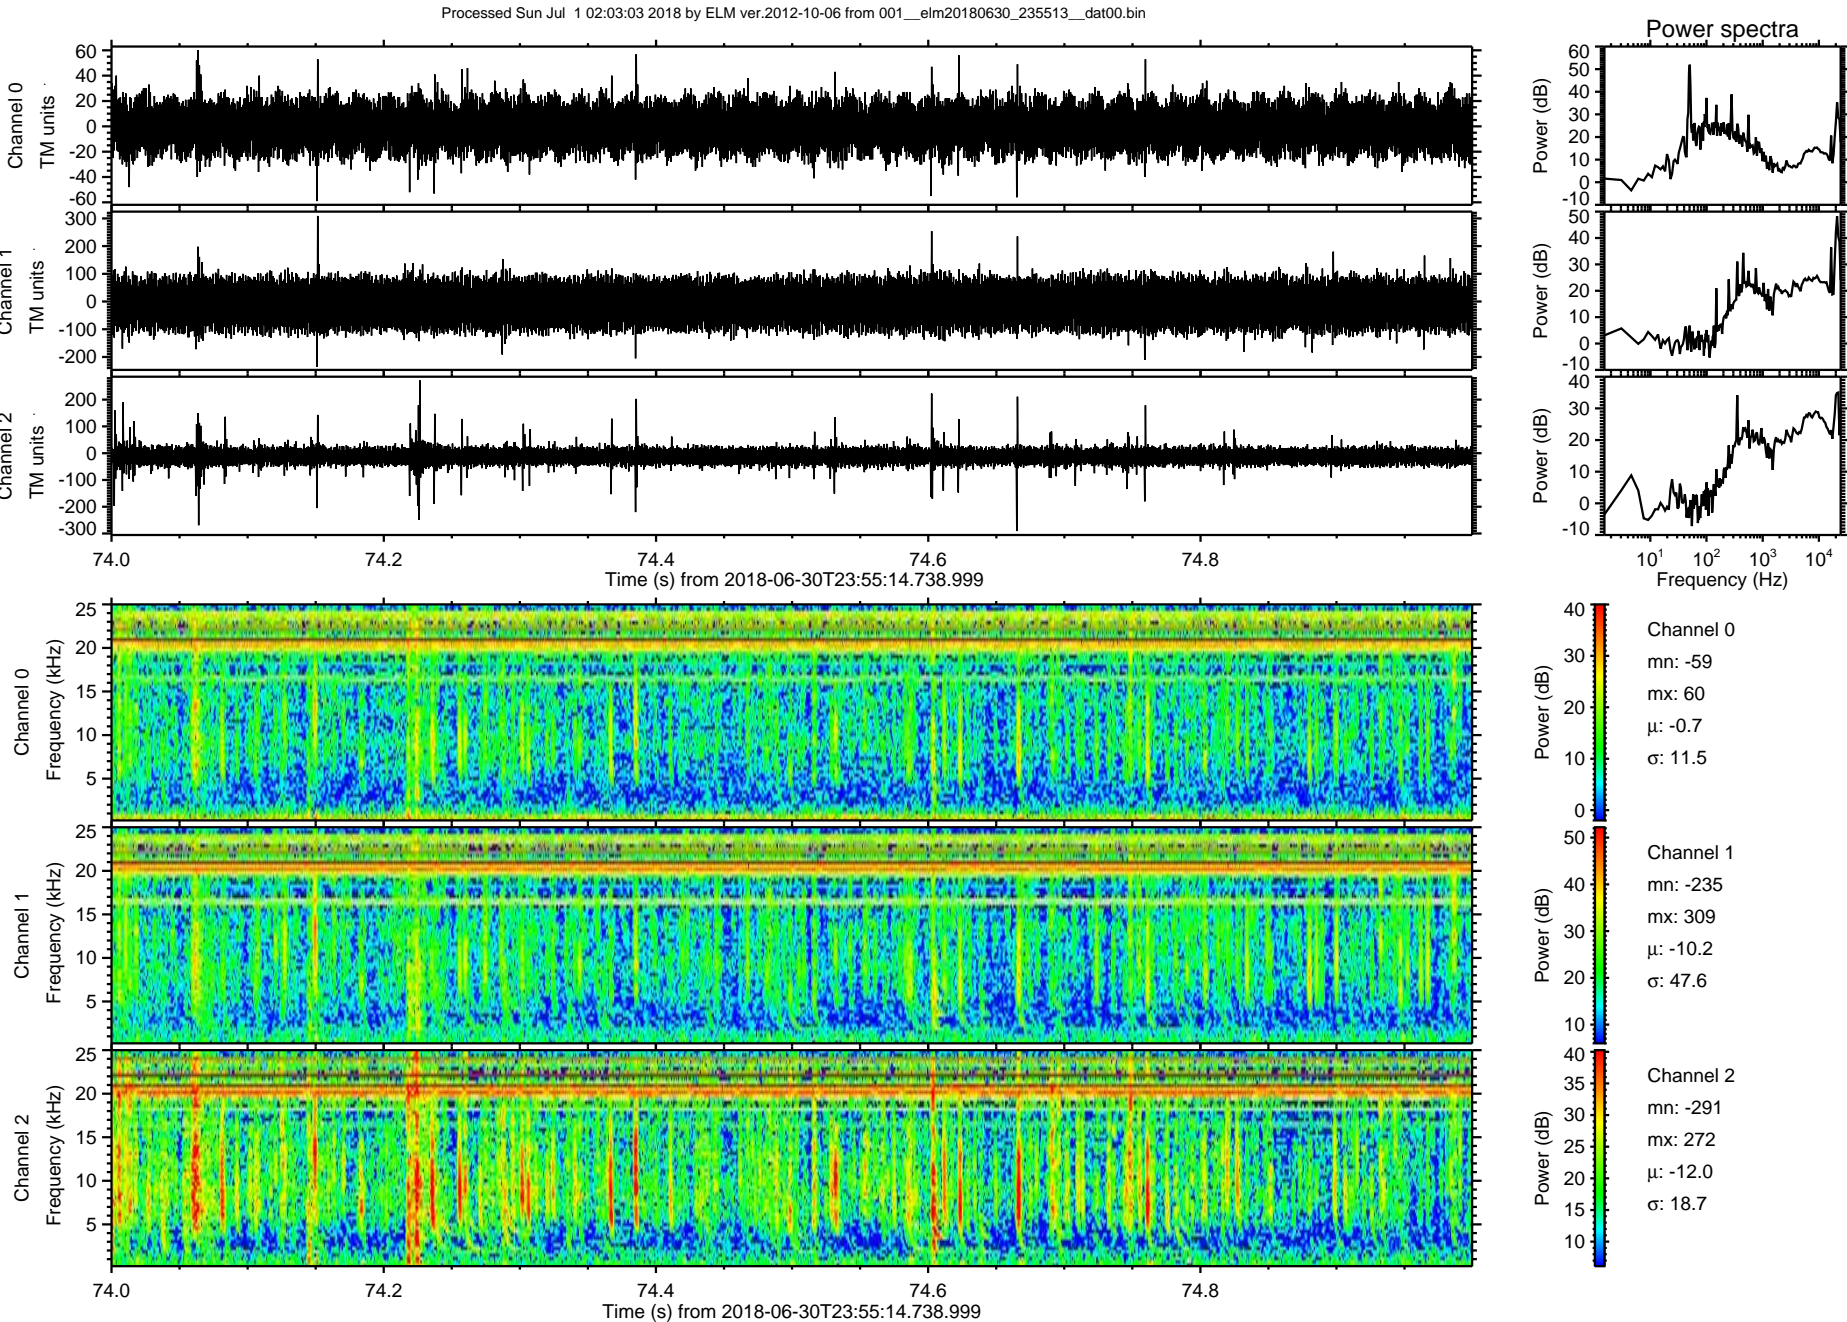 Processed Sun Jul 1 02:03:03 2018 by ELM ver.2012-10-06 from 001__elm20180630_235513__dat00.bin
Power spectra
Channel 0
TM units
60
40
20
0
-20
-40
-60
Power (dB)
60
50
40
30
20
10
0
-10
Channel 1
TM units
300
200
100
0
-100
-200
Power (dB)
50
40
30
20
10
0
-10
Channel 2
TM units
200
100
0
-100
-200
-300
Power (dB)
40
30
20
10
0
-10
74.0 74.2 74.4 74.6 74.8
Time (s) from 2018-06-30T23:55:14.738.999
10¹ 10² 10³ 10⁴
Frequency (Hz)
Channel 0
Frequency (kHz)
25
20
15
10
5
Power (dB)
40
30
20
10
0
Channel 0
mn: -59
mx: 60
μ: -0.7
σ: 11.5
Channel 1
Frequency (kHz)
25
20
15
10
5
Power (dB)
50
40
30
20
10
Channel 1
mn: -235
mx: 309
μ: -10.2
σ: 47.6
Channel 2
Frequency (kHz)
25
20
15
10
5
Power (dB)
40
35
30
25
20
15
10
Channel 2
mn: -291
mx: 272
μ: -12.0
σ: 18.7
74.0 74.2 74.4 74.6 74.8
Time (s) from 2018-06-30T23:55:14.738.999